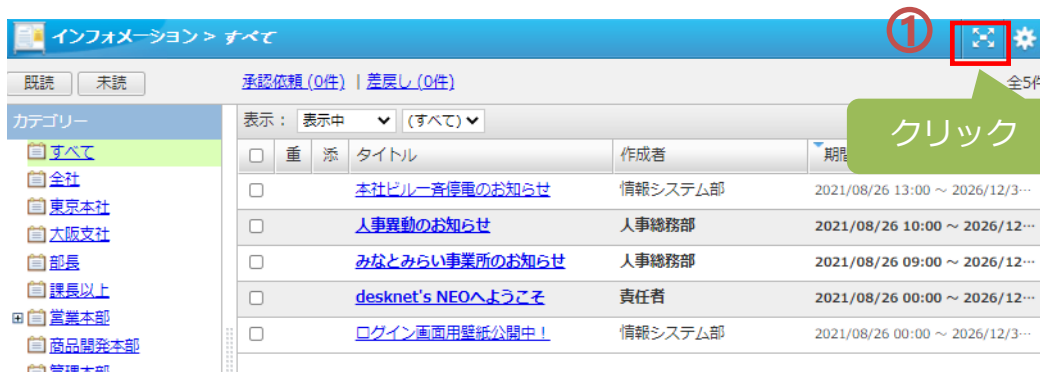 インフォメーション > すべて
①
既読 未読 承認依頼 (0件) | 差戻し (0件) 全5件
クリック
カテゴリー
表示： 表示中 (すべて)
すべて
全社
東京本社
大阪支社
部長
課長以上
営業本部
商品開発本部
管理本部
重 添 タイトル 作成者
本社ビル一斉停電のお知らせ 情報システム部 2021/08/26 13:00 ～ 2026/12/3…
人事異動のお知らせ 人事総務部 2021/08/26 10:00 ～ 2026/12…
みなとみらい事業所のお知らせ 人事総務部 2021/08/26 09:00 ～ 2026/12…
desknet's NEOへようこそ 責任者 2021/08/26 00:00 ～ 2026/12…
ログイン画面用壁紙公開中！ 情報システム部 2021/08/26 00:00 ～ 2026/12/3…